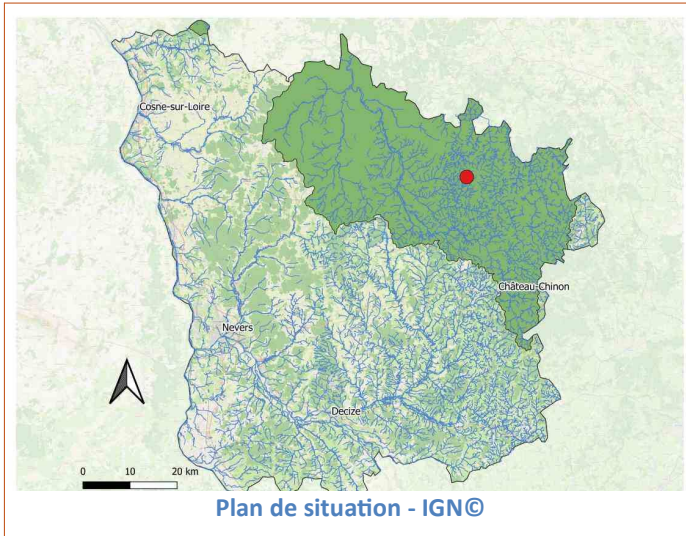 Cosne-sur-Loire
Château-Chinon
Nevers
Decize
0 10 20 km
Plan de situation - IGN©